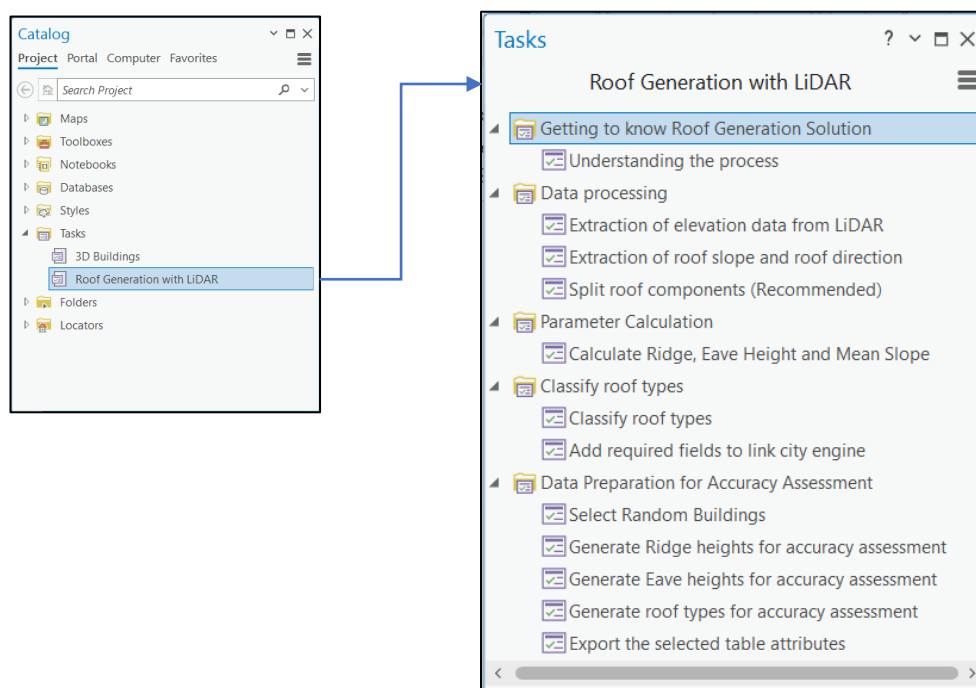 Catalog
Project Portal Computer Favorites
Search Project
Maps
Toolboxes
Notebooks
Databases
Styles
Tasks
3D Buildings
Roof Generation with LiDAR
Folders
Locators
Tasks
?
Roof Generation with LiDAR
Getting to know Roof Generation Solution
Understanding the process
Data processing
Extraction of elevation data from LiDAR
Extraction of roof slope and roof direction
Split roof components (Recommended)
Parameter Calculation
Calculate Ridge, Eave Height and Mean Slope
Classify roof types
Classify roof types
Add required fields to link city engine
Data Preparation for Accuracy Assessment
Select Random Buildings
Generate Ridge heights for accuracy assessment
Generate Eave heights for accuracy assessment
Generate roof types for accuracy assessment
Export the selected table attributes